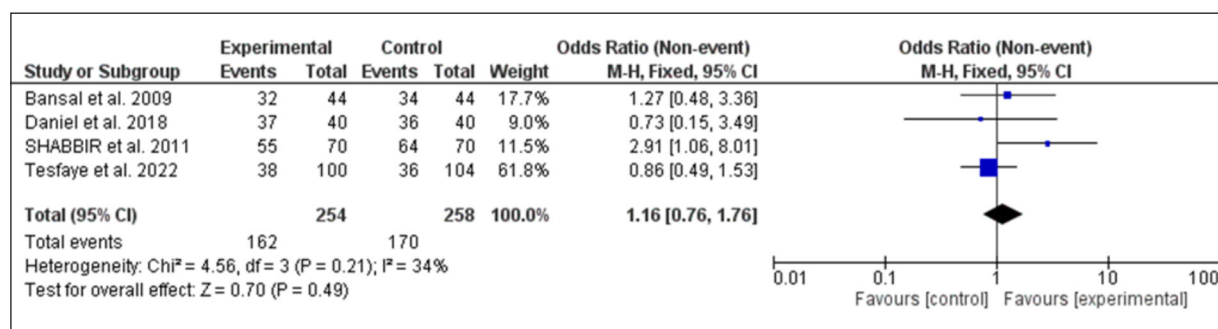 Experimental Control Odds Ratio (Non-event) Odds Ratio (Non-event)
Study or Subgroup Events Total Events Total Weight M-H, Fixed, 95% CI M-H, Fixed, 95% CI
Bansal et al. 2009 32 44 34 44 17.7% 1.27 [0.48, 3.36]
Daniel et al. 2018 37 40 36 40 9.0% 0.73 [0.15, 3.49]
SHABBIR et al. 2011 55 70 64 70 11.5% 2.91 [1.06, 8.01]
Tesfaye et al. 2022 38 100 36 104 61.8% 0.86 [0.49, 1.53]
Total (95% CI) 254 258 100.0% 1.16 [0.76, 1.76]
Total events 162 170
Heterogeneity: Chi² = 4.56, df = 3 (P = 0.21); I² = 34%
Test for overall effect: Z = 0.70 (P = 0.49)
0.01 0.1 1 10 100
Favours [control] Favours [experimental]